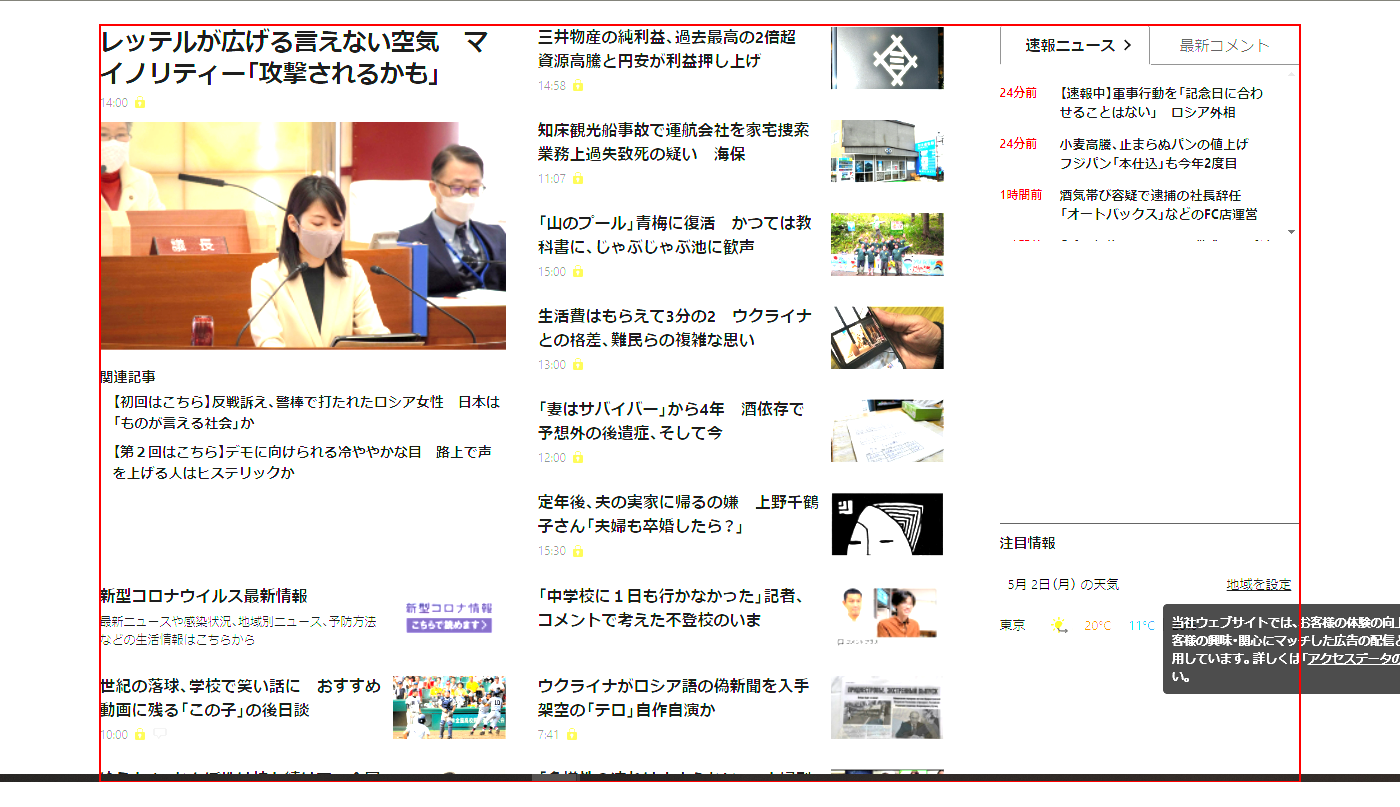 レッテルが広げる言えない空気　マ
イノリティー「攻撃されるかも」
14:00
議長
関連記事
【初回はこちら】反戦訴え、警棒で打たれたロシア女性　日本は
「ものが言える社会」か
【第２回はこちら】デモに向けられる冷ややかな目　路上で声
を上げる人はヒステリックか
新型コロナウイルス最新情報
最新ニュースや感染状況、地域別ニュース、予防方法
などの生活情報はこちらから
新型コロナ情報
こちらで読めます
世紀の落球、学校で笑い話に　おすすめ
動画に残る「この子」の後日談
10:00
三井物産の純利益、過去最高の2倍超
資源高騰と円安が利益押し上げ
14:58
知床観光船事故で運航会社を家宅捜索
業務上過失致死の疑い　海保
11:07
「山のプール」青梅に復活　かつては教
科書に、じゃぶじゃぶ池に歓声
15:00
生活費はもらえて3分の2　ウクライナ
との格差、難民らの複雑な思い
13:00
「妻はサバイバー」から4年　酒依存で
予想外の後遺症、そして今
12:00
定年後、夫の実家に帰るの嫌　上野千鶴
子さん「夫婦も卒婚したら？」
15:30
「中学校に１日も行かなかった」記者、
コメントで考えた不登校のいま
ウクライナがロシア語の偽新聞を入手
架空の「テロ」自作自演か
7:41
速報ニュース
最新コメント
24分前
【速報中】軍事行動を「記念日に合わ
せることはない」　ロシア外相
24分前
小麦高騰、止まらぬパンの値上げ
フジパン「本仕込」も今年2度目
1時間前
酒気帯び容疑で逮捕の社長辞任
「オートバックス」などのFC店運営
注目情報
5月 2日（月） の天気
地域を設定
東京
20°C
11°C
当社ウェブサイトでは、お客様の体験の向上
客様の興味・関心にマッチした広告の配信と
用しています。詳しくは「アクセスデータの
い。